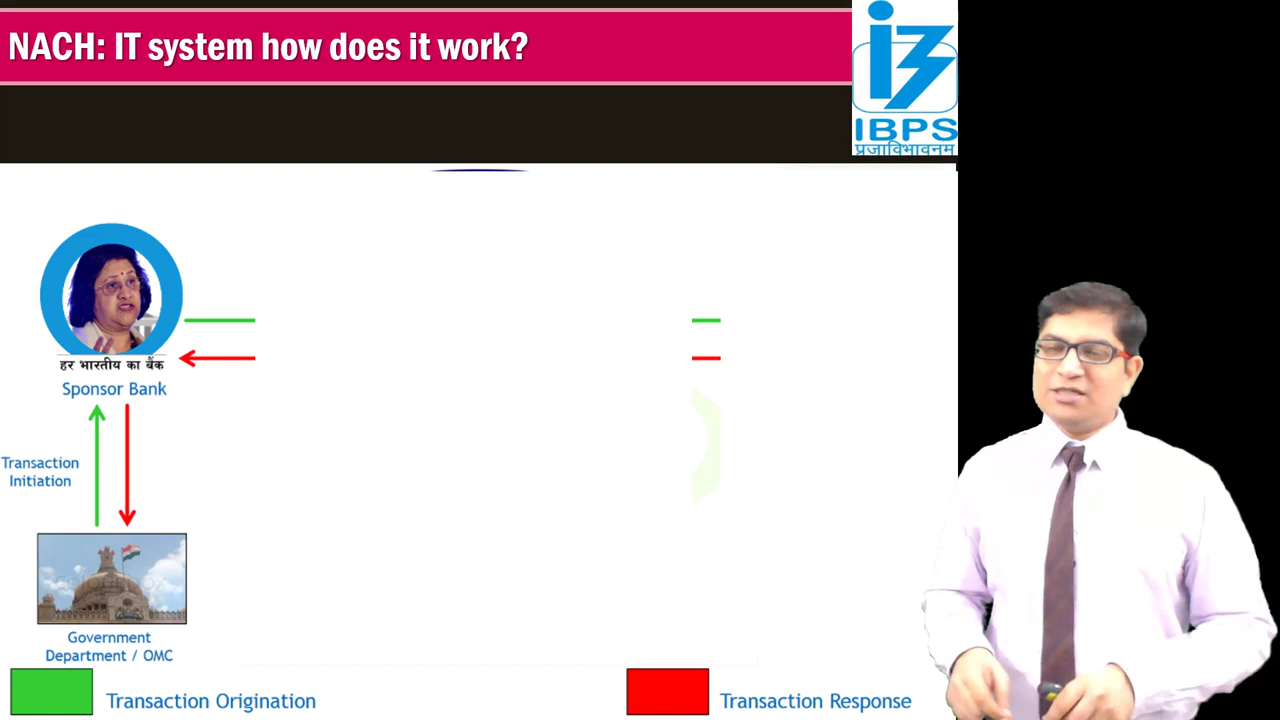 NACH: IT system how does it work?
IBPS
प्रजाविभावनम
हर भारतीय का बैंक
Sponsor Bank
Transaction
Initiation
Government
Department / OMC
Transaction Origination
Transaction Response